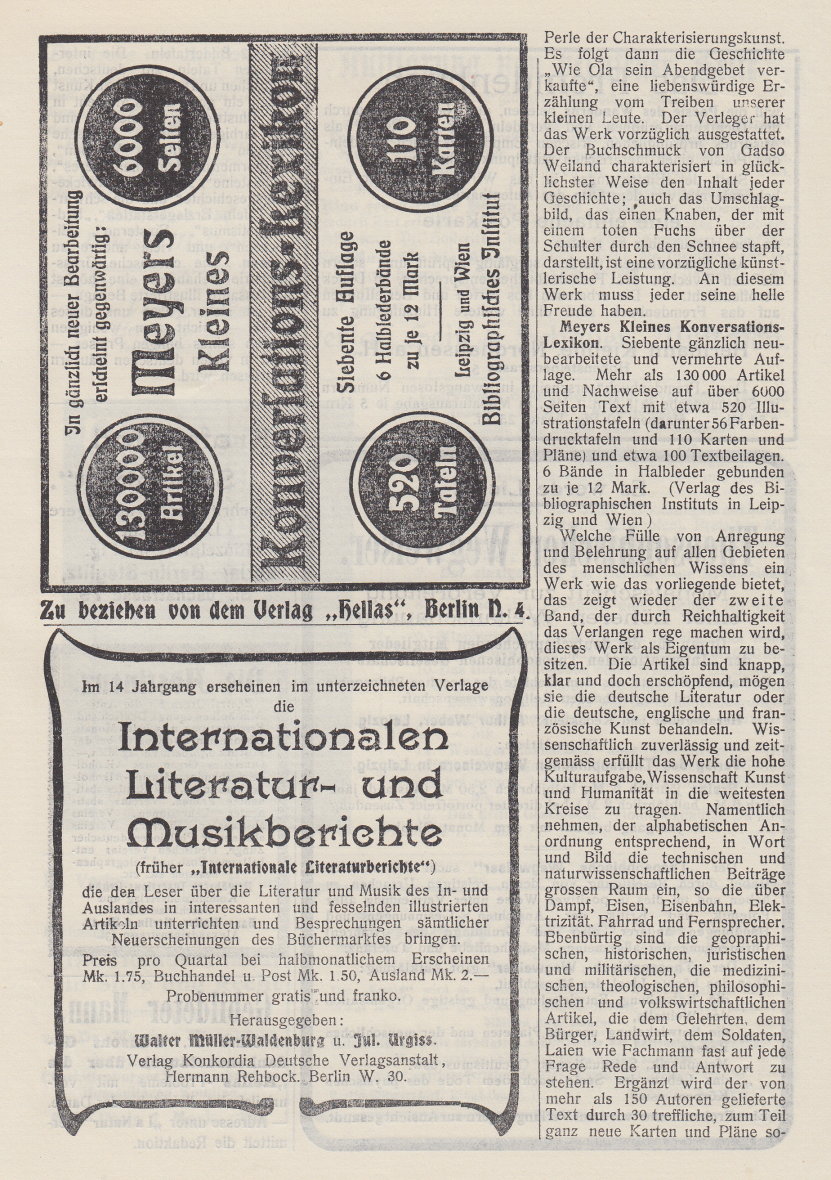 In gänzlich neuer Bearbeitung
erscheint gegenwärtig:
Meyers
Kleines
Konversations-Lexikon
Siebente Auflage
6 Halblederbände
zu je 12 Mark
Leipzig und Wien
Bibliographisches Institut
130000
Artikel
6000
Seiten
520
Tafeln
110
Karten
Zu beziehen von dem Verlag „Hellas“, Berlin N. 4.
Im 14 Jahrgang erscheinen im unterzeichneten Verlage
die
Internationalen
Literatur- und
Musikberichte
(früher „Internationale Literaturberichte“)
die den Leser über die Literatur und Musik des In- und
Auslandes in interessanten und fesselnden illustrierten
Artikeln unterrichten und Besprechungen sämtlicher
Neuerscheinungen des Büchermarktes bringen.
Preis pro Quartal bei halbmonatlichem Erscheinen
Mk. 1.75, Buchhandel u. Post Mk. 1.50, Ausland Mk. 2.—
Probenummer gratis und franko.
Herausgegeben:
Walter Müller-Waldenburg u. Jul. Urgiss.
Verlag Konkordia Deutsche Verlagsanstalt,
Hermann Rehbock. Berlin W. 30.
Perle der Charakterisierungskunst.
Es folgt dann die Geschichte
„Wie Ola sein Abendgebet ver-
kaufte“, eine liebenswürdige Er-
zählung vom Treiben unserer
kleinen Leute. Der Verleger hat
das Werk vorzüglich ausgestattet.
Der Buchschmuck von Gadso
Weiland charakterisiert in glück-
lichster Weise den Inhalt jeder
Geschichte; auch das Umschlag-
bild, das einen Knaben, der mit
einem toten Fuchs über der
Schulter durch den Schnee stapft,
darstellt, ist eine vorzügliche künst-
lerische Leistung. An diesem
Werk muss jeder seine helle
Freude haben.
Meyers Kleines Konversations-
Lexikon. Siebente gänzlich neu-
bearbeitete und vermehrte Auf-
lage. Mehr als 130 000 Artikel
und Nachweise auf über 6000
Seiten Text mit etwa 520 Illu-
strationstafeln (darunter 56 Farben-
drucktafeln und 110 Karten und
Pläne) und etwa 100 Textbeilagen.
6 Bände in Halbleder gebunden
zu je 12 Mark. (Verlag des Bi-
bliographischen Instituts in Leip-
zig und Wien)
Welche Fülle von Anregung
und Belehrung auf allen Gebieten
des menschlichen Wissens ein
Werk wie das vorliegende bietet,
das zeigt wieder der zweite
Band, der durch Reichhaltigkeit
das Verlangen rege machen wird,
dieses Werk als Eigentum zu be-
sitzen. Die Artikel sind knapp,
klar und doch erschöpfend, mögen
sie die deutsche Literatur oder
die deutsche, englische und fran-
zösische Kunst behandeln. Wis-
senschaftlich zuverlässig und zeit-
gemäss erfüllt das Werk die hohe
Kulturaufgabe, Wissenschaft Kunst
und Humanität in die weitesten
Kreise zu tragen. Namentlich
nehmen, der alphabetischen An-
ordnung entsprechend, in Wort
und Bild die technischen und
naturwissenschaftlichen Beiträge
grossen Raum ein, so die über
Dampf, Eisen, Eisenbahn, Elek-
trizität. Fahrrad und Fernsprecher.
Ebenbürtig sind die geopraphi-
schen, historischen, juristischen
und militärischen, die medizini-
schen, theologischen, philosophi-
schen und volkswirtschaftlichen
Artikel, die dem Gelehrten, dem
Bürger, Landwirt, dem Soldaten,
Laien wie Fachmann fast auf jede
Frage Rede und Antwort zu
stehen. Ergänzt wird der von
mehr als 150 Autoren gelieferte
Text durch 30 treffliche, zum Teil
ganz neue Karten und Pläne so-